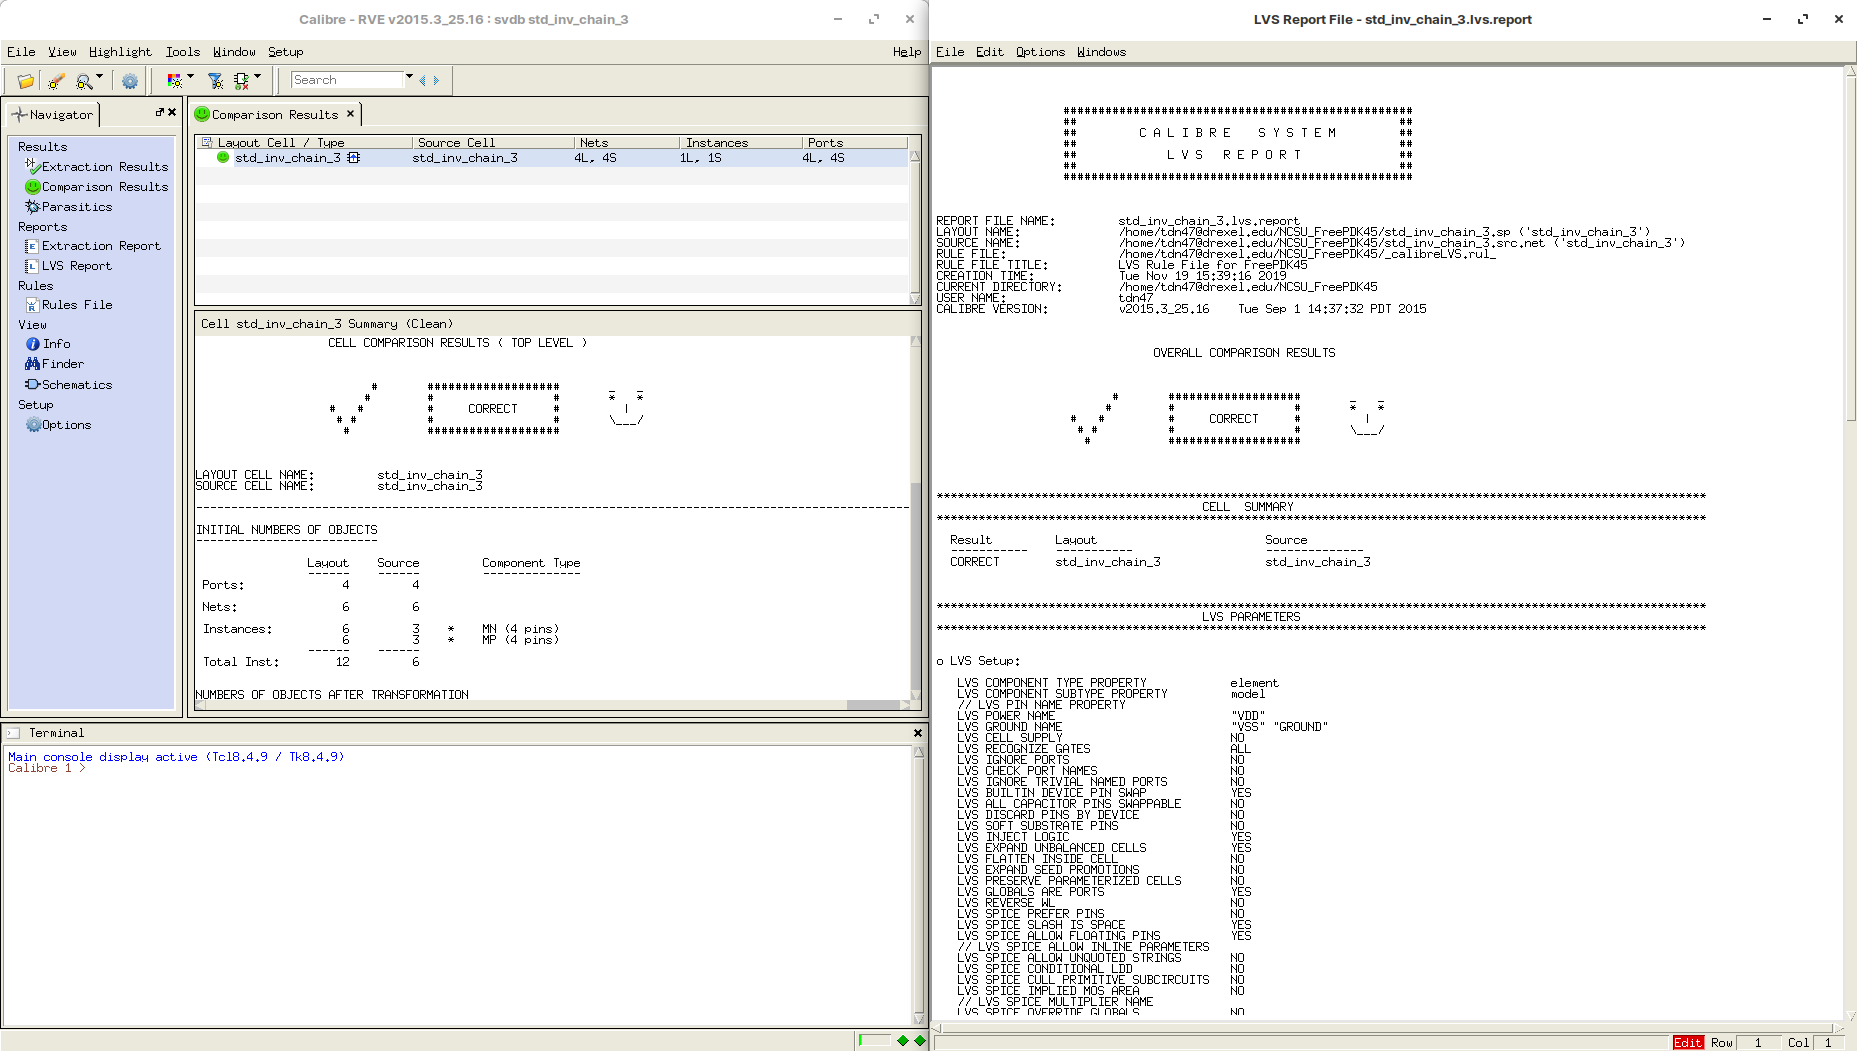 Calibre - RVE v2015.3_25.16 : svdb std_inv_chain_3
File View Highlight Tools Window Setup Help
Search
Navigator
Results
Extraction Results
Comparison Results
Parasitics
Reports
Extraction Report
LVS Report
Rules
Rules File
View
Info
Finder
Schematics
Setup
Options
Comparison Results
Layout Cell / Type Source Cell Nets Instances Ports
std_inv_chain_3 std_inv_chain_3 4L, 4S 1L, 1S 4L, 4S
Cell std_inv_chain_3 Summary (Clean)
CELL COMPARISON RESULTS ( TOP LEVEL )
# ################### _ _
# # # * *
# # # CORRECT # |
# # # # \___/
# ###################
LAYOUT CELL NAME: std_inv_chain_3
SOURCE CELL NAME: std_inv_chain_3
INITIAL NUMBERS OF OBJECTS
--------------------------
Layout Source Component Type
------ ------ --------------
Ports: 4 4
Nets: 6 6
Instances: 6 3 * MN (4 pins)
6 3 * MP (4 pins)
------ ------
Total Inst: 12 6
NUMBERS OF OBJECTS AFTER TRANSFORMATION
Terminal
Main console display active (Tcl8.4.9 / Tk8.4.9)
Calibre 1 >
LVS Report File - std_inv_chain_3.lvs.report
File Edit Options Windows
##################################################
## ##
## C A L I B R E S Y S T E M ##
## ##
## L V S R E P O R T ##
## ##
##################################################
REPORT FILE NAME: std_inv_chain_3.lvs.report
LAYOUT NAME: /home/tdn47@drexel.edu/NCSU_FreePDK45/std_inv_chain_3.sp ('std_inv_chain_3')
SOURCE NAME: /home/tdn47@drexel.edu/NCSU_FreePDK45/std_inv_chain_3.src.net ('std_inv_chain_3')
RULE FILE: /home/tdn47@drexel.edu/NCSU_FreePDK45/_calibreLVS.rul_
RULE FILE TITLE: LVS Rule File for FreePDK45
CREATION TIME: Tue Nov 19 15:39:16 2019
CURRENT DIRECTORY: /home/tdn47@drexel.edu/NCSU_FreePDK45
USER NAME: tdn47
CALIBRE VERSION: v2015.3_25.16 Tue Sep 1 14:37:32 PDT 2015
OVERALL COMPARISON RESULTS
# ################### _ _
# # # * *
# # # CORRECT # |
# # # # \___/
# ###################
CELL SUMMARY
Result Layout Source
----------- ----------- --------------
CORRECT std_inv_chain_3 std_inv_chain_3
LVS PARAMETERS
o LVS Setup:
LVS COMPONENT TYPE PROPERTY element
LVS COMPONENT SUBTYPE PROPERTY model
// LVS PIN NAME PROPERTY
LVS POWER NAME "VDD"
LVS GROUND NAME "VSS" "GROUND"
LVS CELL SUPPLY NO
LVS RECOGNIZE GATES ALL
LVS IGNORE PORTS NO
LVS CHECK PORT NAMES NO
LVS IGNORE TRIVIAL NAMED PORTS NO
LVS BUILTIN DEVICE PIN SWAP YES
LVS ALL CAPACITOR PINS SWAPPABLE NO
LVS DISCARD PINS BY DEVICE NO
LVS SOFT SUBSTRATE PINS NO
LVS INJECT LOGIC YES
LVS EXPAND UNBALANCED CELLS YES
LVS FLATTEN INSIDE CELL NO
LVS EXPAND SEED PROMOTIONS NO
LVS PRESERVE PARAMETERIZED CELLS NO
LVS GLOBALS ARE PORTS YES
LVS REVERSE WL NO
LVS SPICE PREFER PINS NO
LVS SPICE SLASH IS SPACE YES
LVS SPICE ALLOW FLOATING PINS YES
// LVS SPICE ALLOW INLINE PARAMETERS
LVS SPICE ALLOW UNQUOTED STRINGS NO
LVS SPICE CONDITIONAL LDD NO
LVS SPICE CULL PRIMITIVE SUBCIRCUITS NO
LVS SPICE IMPLIED MOS AREA NO
// LVS SPICE MULTIPLIER NAME
LVS SPICE OVERRIDE GLOBALS NO
Edit Row 1 Col 1